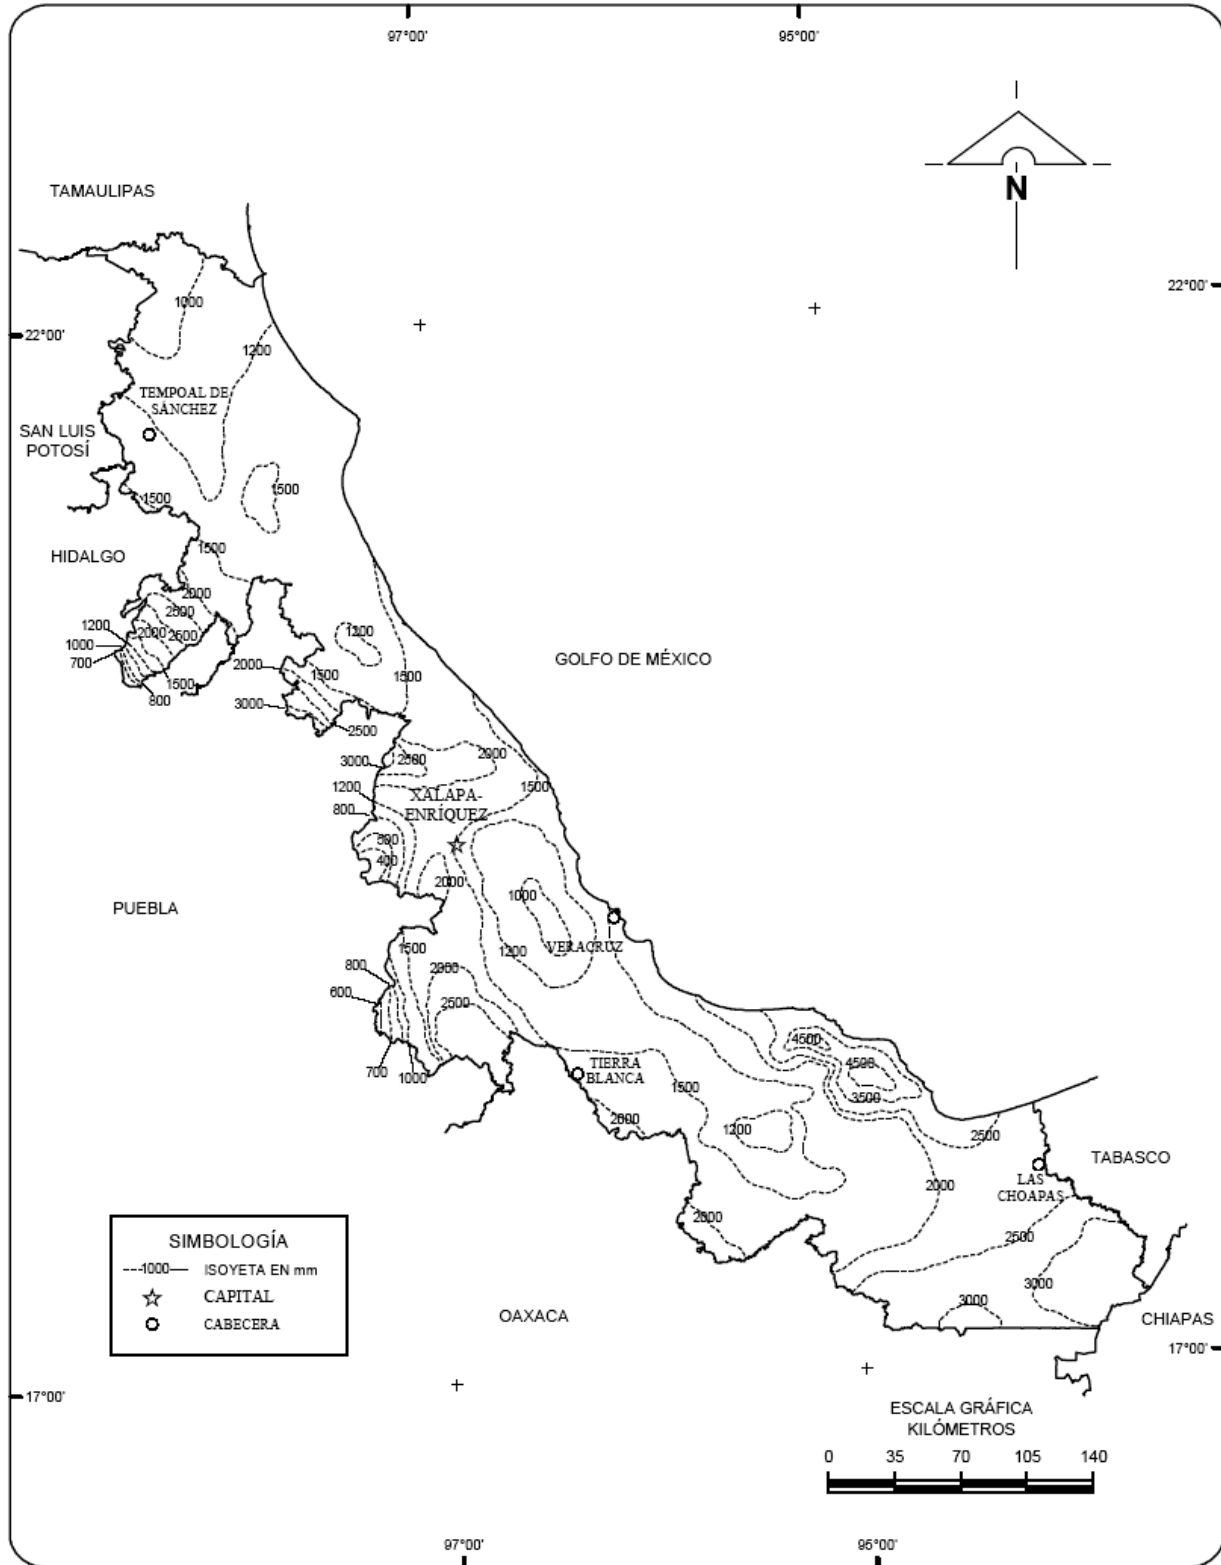 97°00'
95°00'
N
TAMAULIPAS
22°00'
22°00'
1000
1200
TEMPOAL DE
SÁNCHEZ
SAN LUIS
POTOSÍ
1500
1500
HIDALGO
1500
2000
2500
1200
2000
2500
1000
700
1500
800
1200
GOLFO DE MÉXICO
2000
1500
1500
3000
2500
3000
2500
2000
1200
1500
800
XALAPA-
ENRÍQUEZ
400
2000
1000
PUEBLA
1500
1200
VERACRUZ
800
2000
600
2500
4500
4500
700
1000
TIERRA
BLANCA
1500
3500
2000
1200
2500
TABASCO
LAS
CHOAPAS
2000
2000
2500
3000
3000
SIMBOLOGÍA
1000 ISOYETA EN mm
CAPITAL
CABECERA
OAXACA
CHIAPAS
17°00'
17°00'
ESCALA GRÁFICA
KILÓMETROS
0 35 70 105 140
97°00'
95°00'